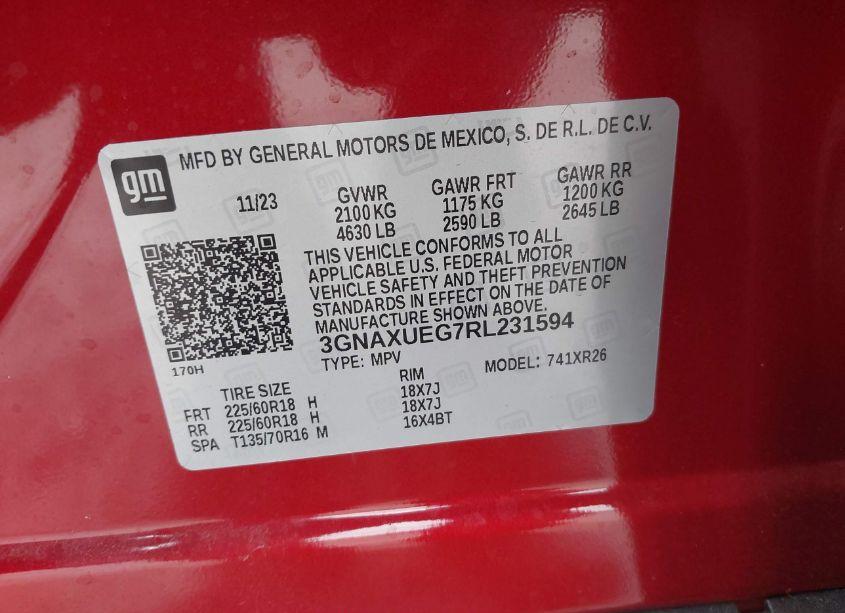 MFD BY GENERAL MOTORS DE MEXICO, S. DE R.L. DE C.V.
gm
11/23
GVWR GAWR FRT GAWR RR
2100 KG 1175 KG 1200 KG
4630 LB 2590 LB 2645 LB
THIS VEHICLE CONFORMS TO ALL
APPLICABLE U.S. FEDERAL MOTOR
VEHICLE SAFETY AND THEFT PREVENTION
STANDARDS IN EFFECT ON THE DATE OF
MANUFACTURE SHOWN ABOVE.
3GNAXUEG7RL231594
170H
TYPE: MPV MODEL: 741XR26
TIRE SIZE RIM
FRT 225/60R18 H 18X7J
RR 225/60R18 H 18X7J
SPA T135/70R16 M 16X4BT